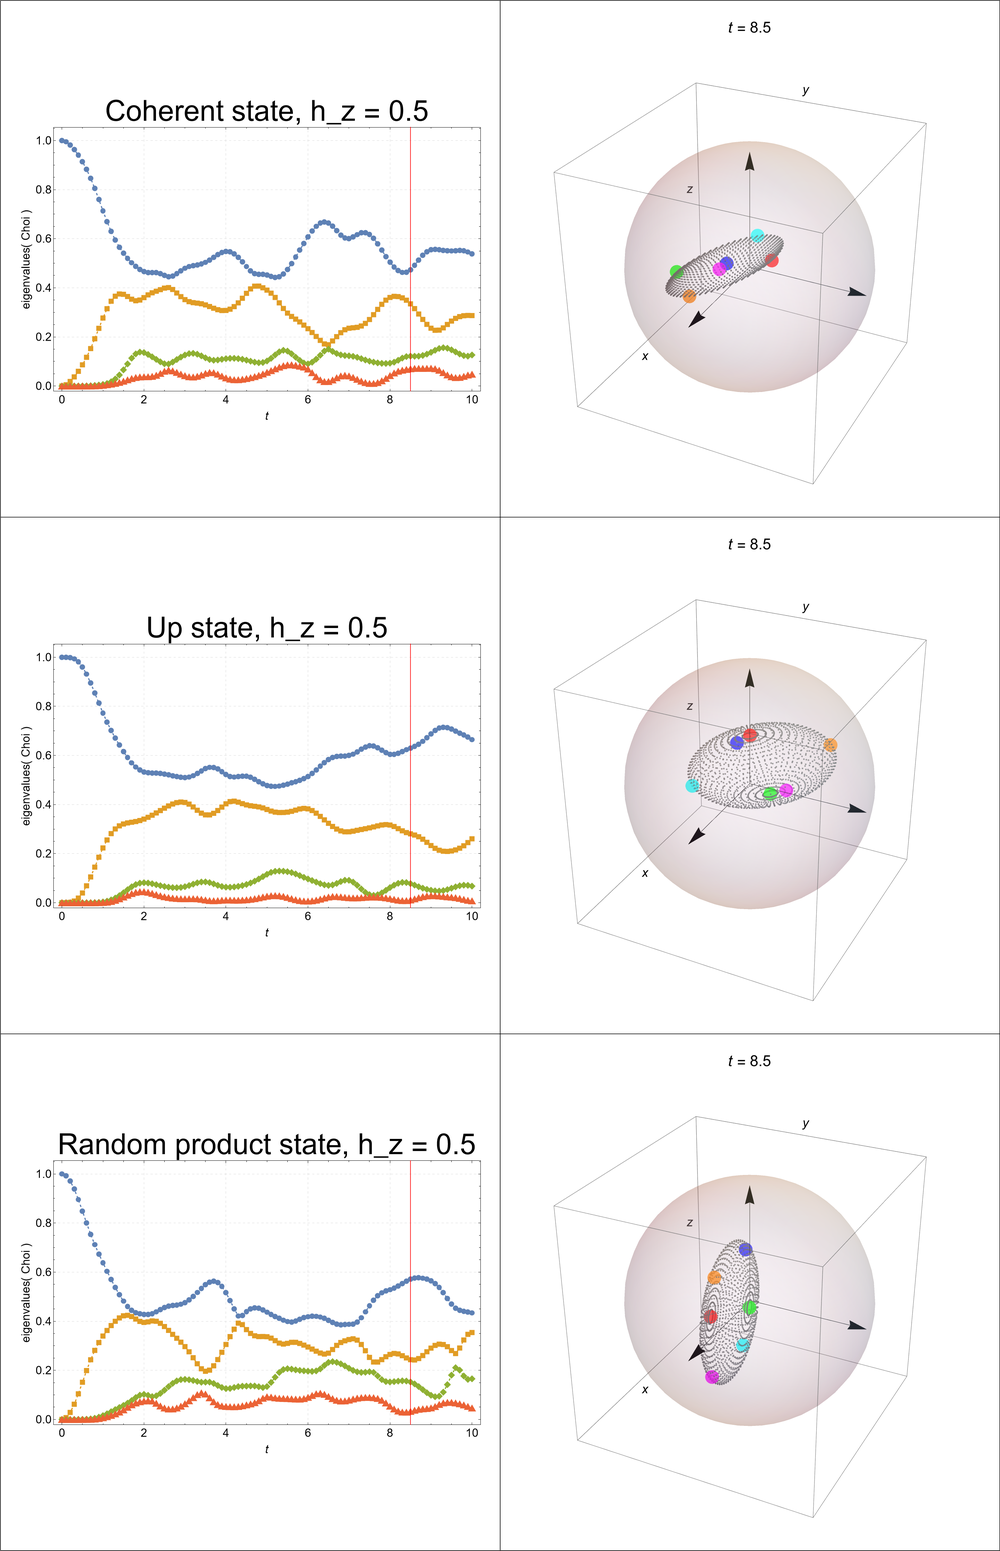 t = 8.5
Coherent state, h_z = 0.5
eigenvalues( Choi )
1.0
0.8
0.6
0.4
0.2
0.0
0 2 4 6 8 10
t
y
z
x
t = 8.5
Up state, h_z = 0.5
eigenvalues( Choi )
1.0
0.8
0.6
0.4
0.2
0.0
0 2 4 6 8 10
t
y
z
x
t = 8.5
Random product state, h_z = 0.5
eigenvalues( Choi )
1.0
0.8
0.6
0.4
0.2
0.0
0 2 4 6 8 10
t
y
z
x